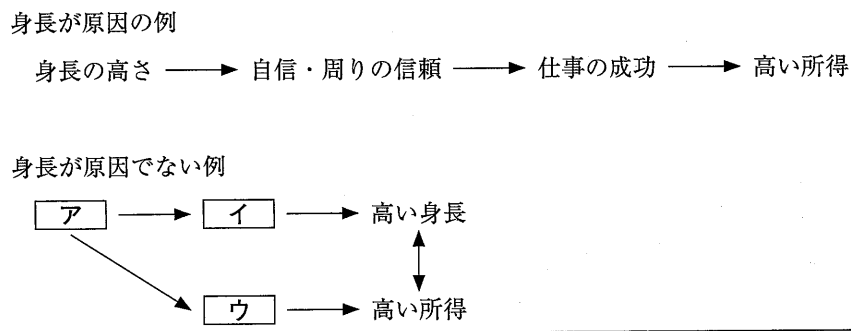 身長が原因の例
身長の高さ → 自信・周りの信頼 → 仕事の成功 → 高い所得
身長が原因でない例
ア → イ → 高い身長
ウ → 高い所得